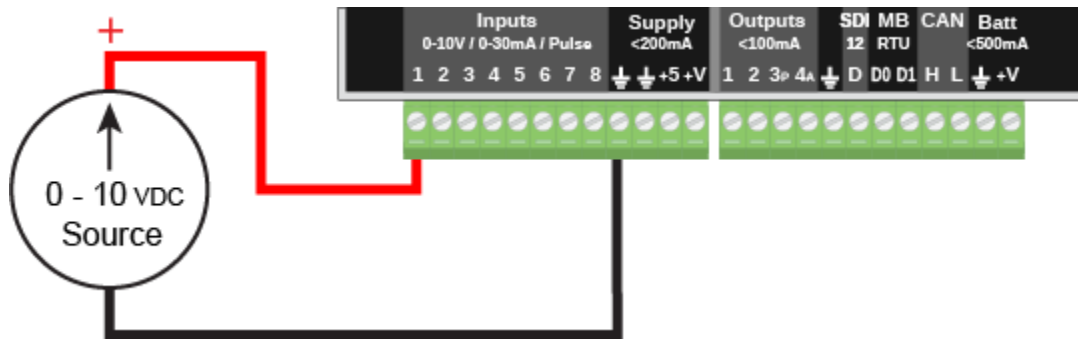 Inputs Supply Outputs SDI MB CAN Batt
0-10V / 0-30mA / Pulse <200mA <100mA 12 RTU <500mA
1 2 3 4 5 6 7 8 +5 +V 1 2 3P 4A D D0 D1 H L +V
+
0 - 10 VDC
Source